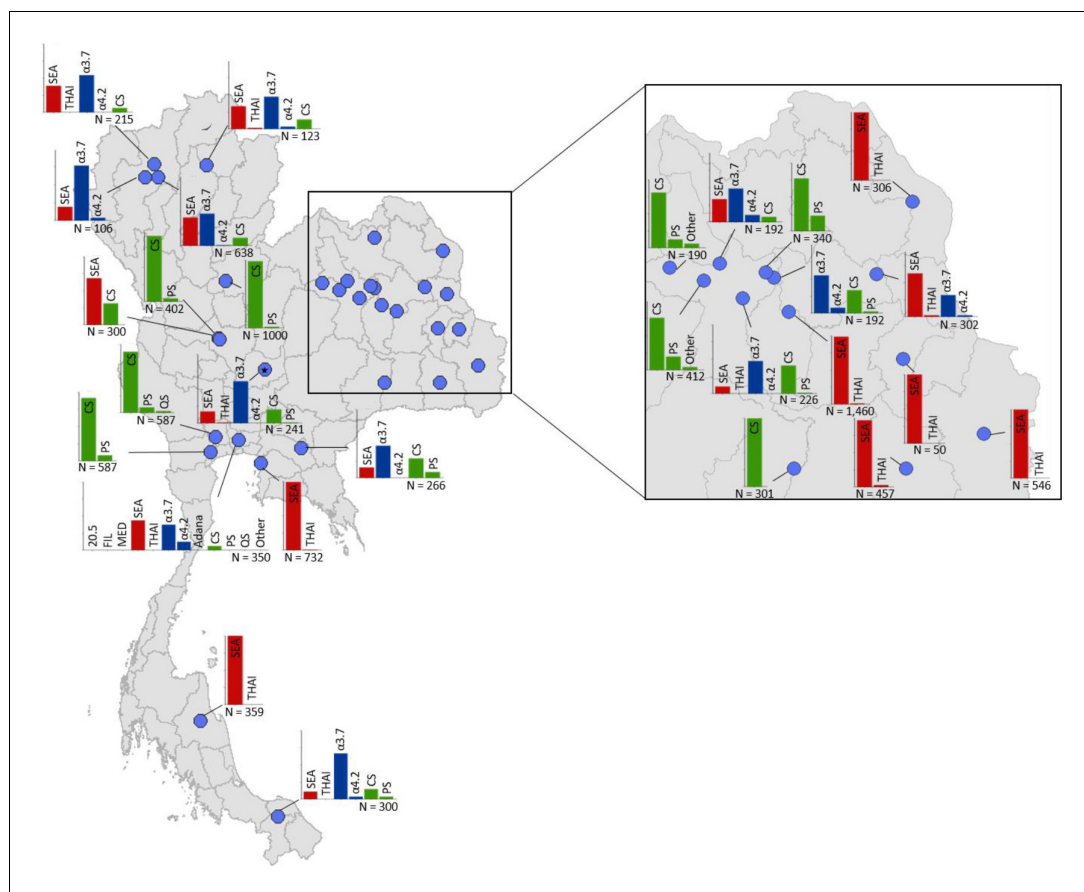 SEA
THAI
α3.7
α4.2
CS
N = 215
SEA
THAI
α3.7
α4.2
CS
N = 123
SEA
α3.7
α4.2
N = 106
SEA
α3.7
α4.2
CS
N = 638
CS
PS
N = 402
SEA
CS
N = 300
CS
PS
N = 1000
CS
PS
QS
N = 587
SEA
THAI
α3.7
α4.2
CS
PS
N = 241
CS
PS
N = 587
SEA
α3.7
α4.2
CS
PS
N = 266
20.5
FIL
MED
SEA
THAI
α3.7
α4.2
Adana
CS
PS
QS
Other
N = 350
SEA
THAI
N = 732
SEA
THAI
N = 359
SEA
THAI
α3.7
α4.2
CS
PS
N = 300
SEA
THAI
N = 306
CS
PS
Other
N = 190
SEA
α3.7
α4.2
CS
N = 192
CS
PS
N = 340
α3.7
α4.2
CS
PS
N = 192
SEA
THAI
α3.7
α4.2
N = 302
CS
PS
Other
N = 412
SEA
THAI
α3.7
α4.2
CS
PS
N = 226
SEA
THAI
N = 1,460
SEA
THAI
N = 50
CS
N = 301
SEA
THAI
N = 457
SEA
THAI
N = 546